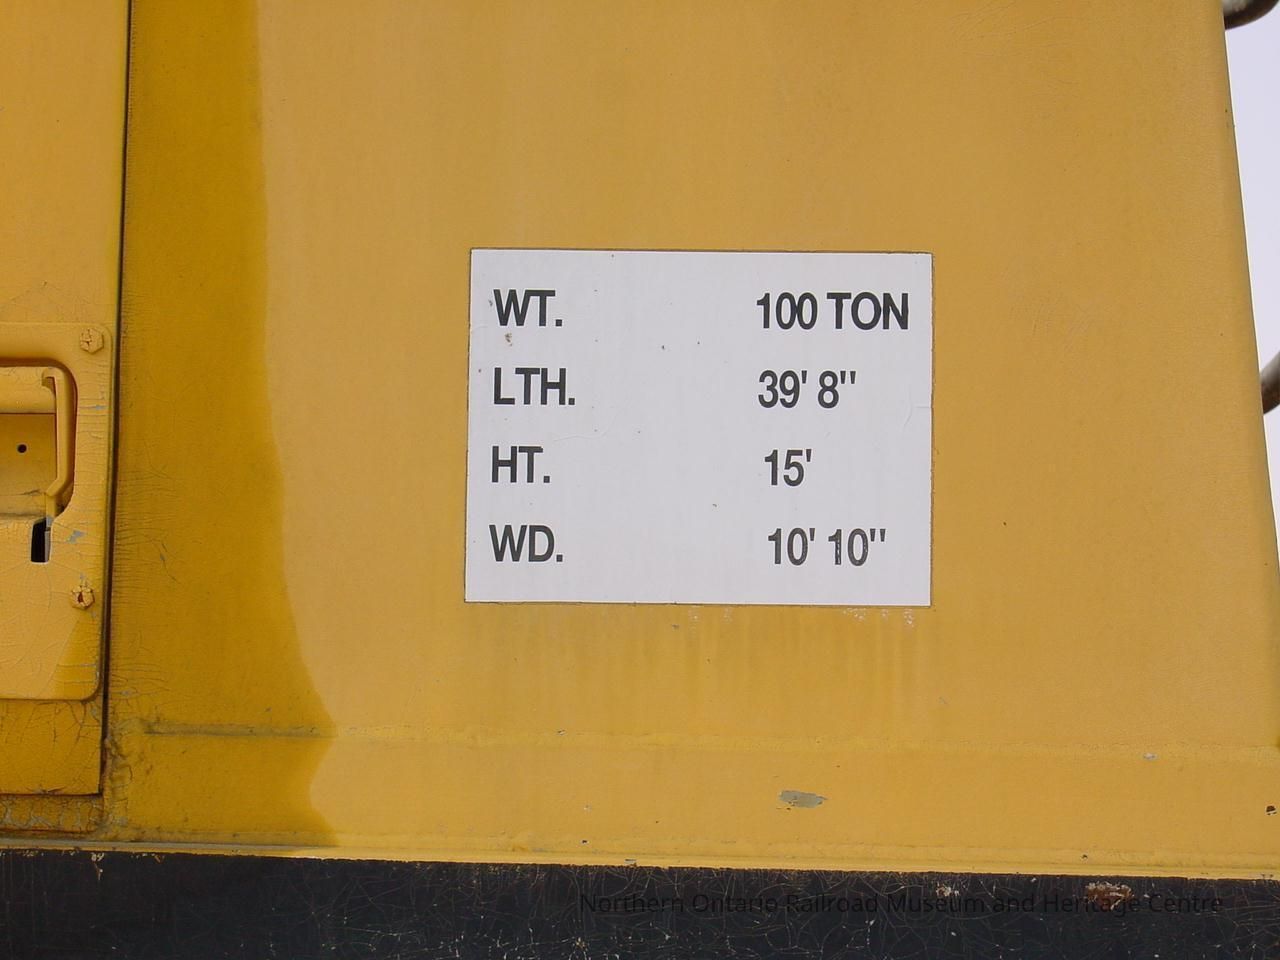 WT. 100 TON
LTH. 39' 8"
HT. 15'
WD. 10' 10"
Northern Ontario Railroad Museum and Heritage Centre